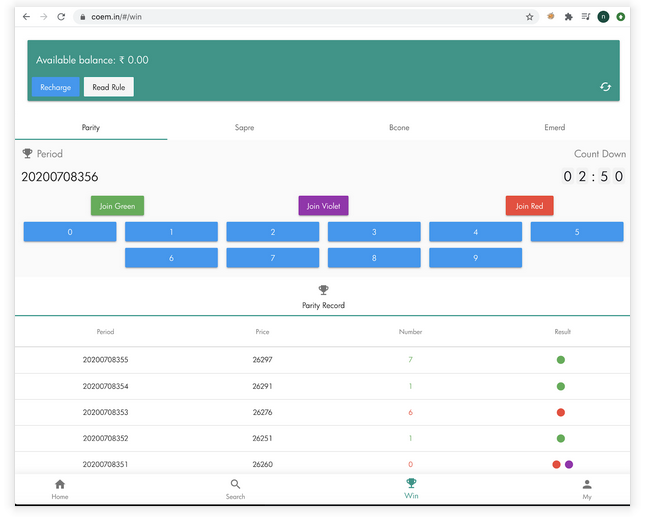 coem.in/#/win
n
Available balance: ₹ 0.00
Recharge Read Rule
Parity Sapre Bcone Emerd
Period Count Down
20200708356 0 2 : 5 0
Join Green Join Violet Join Red
0 1 2 3 4 5
6 7 8 9
Parity Record
Period Price Number Result
20200708355 26297 7
20200708354 26291 1
20200708353 26276 6
20200708352 26251 1
20200708351 26260 0
Home Search Win My